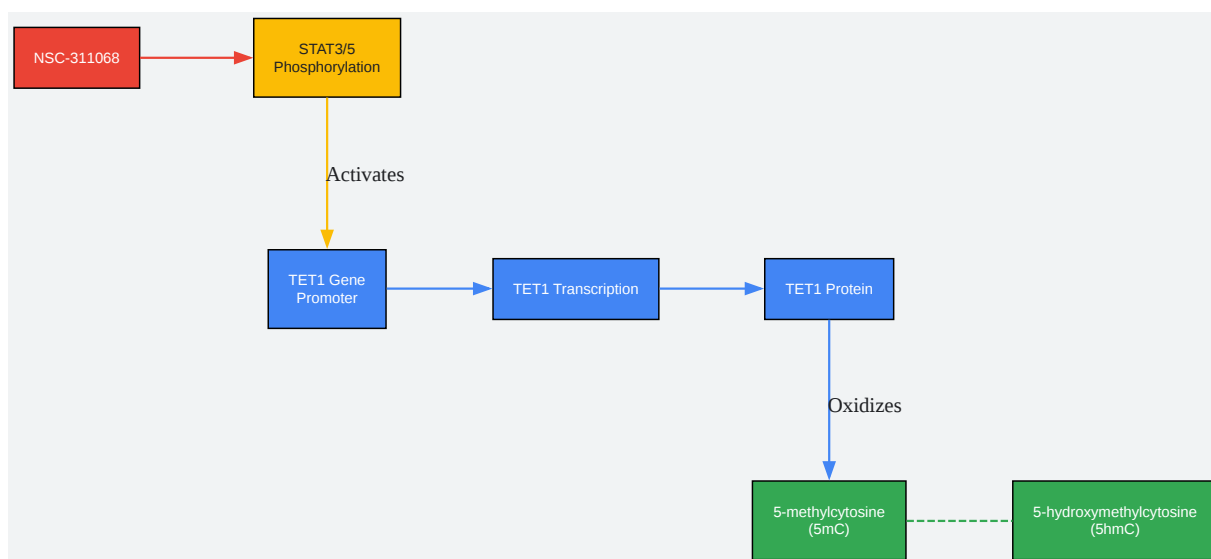 NSC-311068
STAT3/5
Phosphorylation
Activates
TET1 Gene
Promoter
TET1 Transcription
TET1 Protein
Oxidizes
5-methylcytosine
(5mC)
5-hydroxymethylcytosine
(5hmC)